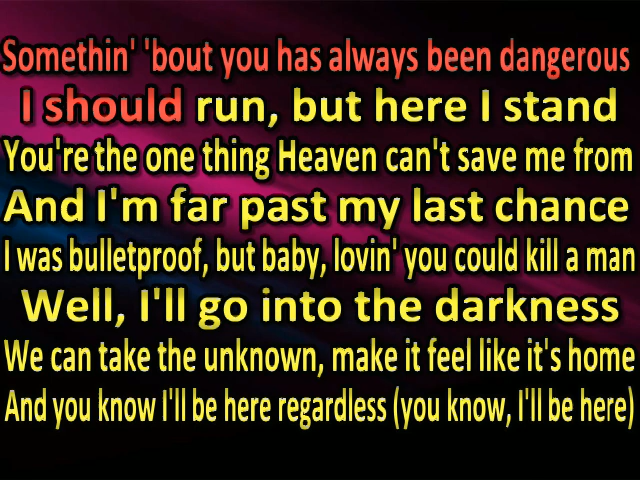 Somethin' 'bout you has always been dangerous
I should run, but here I stand
You're the one thing Heaven can't save me from
And I'm far past my last chance
I was bulletproof, but baby, lovin' you could kill a man
Well, I'll go into the darkness
We can take the unknown, make it feel like it's home
And you know I'll be here regardless (you know, I'll be here)